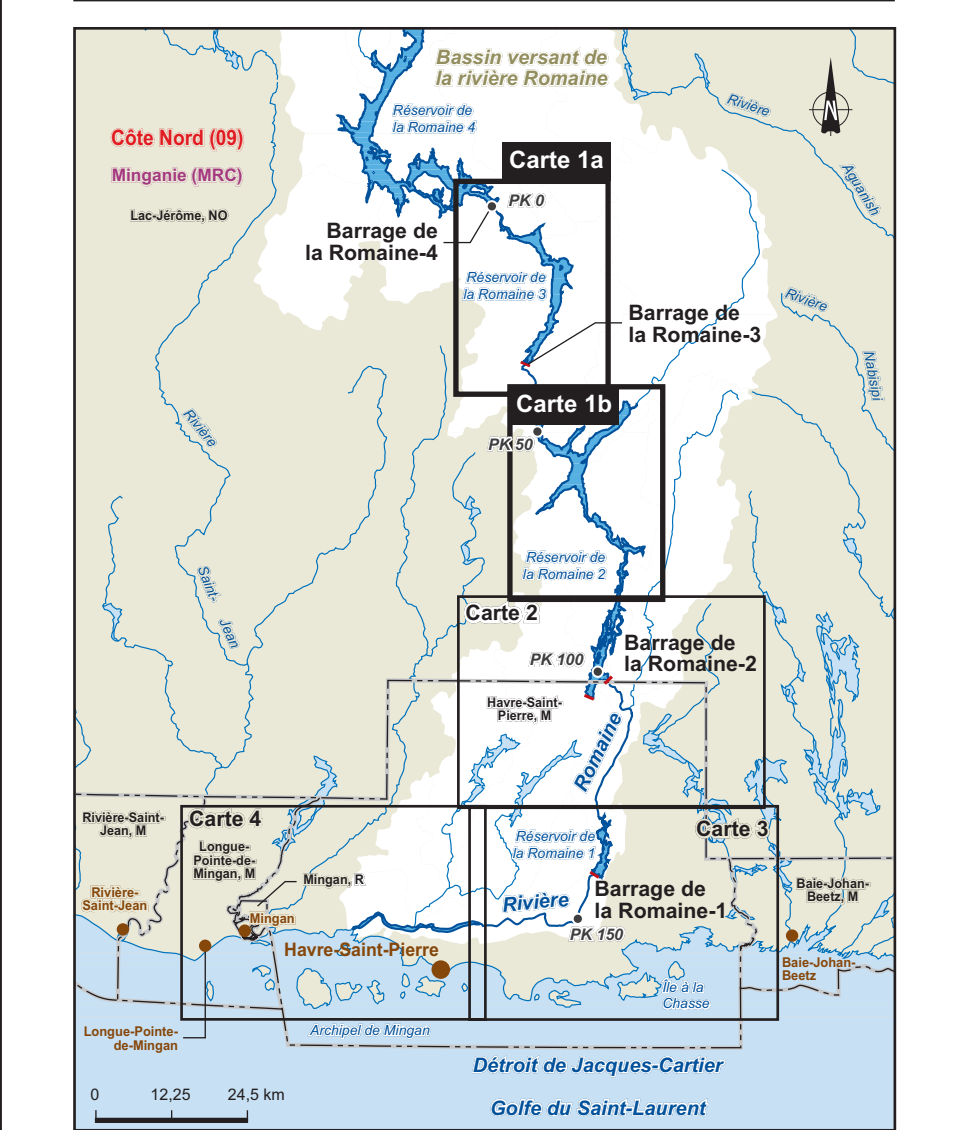 Bassin versant de
la rivière Romaine
Réservoir de
la Romaine 4
Rivière
Aguanish
N
Côte Nord (09)
Minganie (MRC)
Lac-Jérôme, NO
Carte 1a
PK 0
Barrage de
la Romaine-4
Réservoir de
la Romaine 3
Barrage de
la Romaine-3
Rivière
Nabisipi
Carte 1b
PK 50
Rivière
Saint-
Jean
Réservoir de
la Romaine 2
Carte 2
Barrage de
la Romaine-2
PK 100
Havre-Saint-
Pierre, M
Romaine
Rivière-Saint-
Jean, M
Carte 4
Longue-
Pointe-de-
Mingan, M
Réservoir de
la Romaine 1
Carte 3
Mingan, R
Rivière-
Saint-Jean
Mingan
Rivière
Barrage de
la Romaine-1
PK 150
Baie-Johan-
Beetz, M
Havre-Saint-Pierre
Baie-Johan-
Beetz
Île à la
Chasse
Longue-Pointe-
de-Mingan
Archipel de Mingan
Détroit de Jacques-Cartier
Golfe du Saint-Laurent
0 12,25 24,5 km